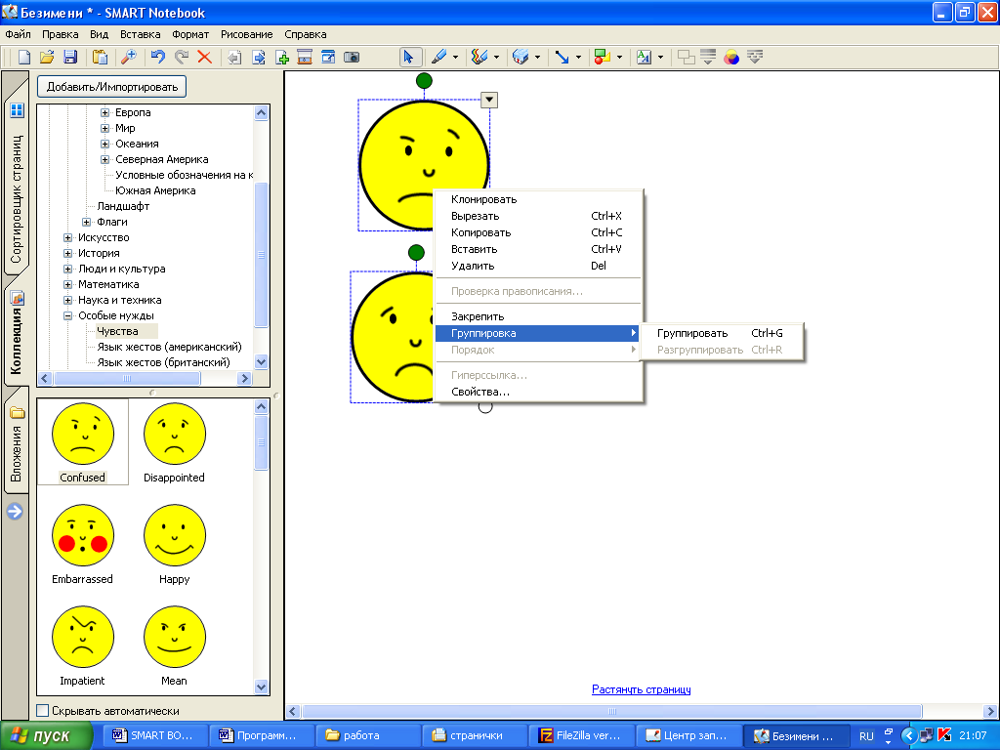 Безимени * - SMART Notebook
Файл Правка Вид Вставка Формат Рисование Справка
Добавить/Импортировать
Сортировщик страниц
Коллекция
Вложения
Европа
Мир
Океания
Северная Америка
Условные обозначения на к
Южная Америка
Ландшафт
Флаги
Искусство
История
Люди и культура
Математика
Наука и техника
Особые нужды
Чувства
Язык жестов (американский)
Язык жестов (британский)
Confused Disappointed
Embarrassed Happy
Impatient Mean
Скрывать автоматически
Клонировать
Вырезать Ctrl+X
Копировать Ctrl+C
Вставить Ctrl+V
Удалить Del
Проверка правописания...
Закрепить
Группировка
Порядок
Гиперссылка...
Свойства...
Группировать Ctrl+G
Разгруппировать Ctrl+R
Растянуть страницу
пуск SMART BO... Программ... работа странички FileZilla ver... Центр зап... Безимени ... RU 21:07